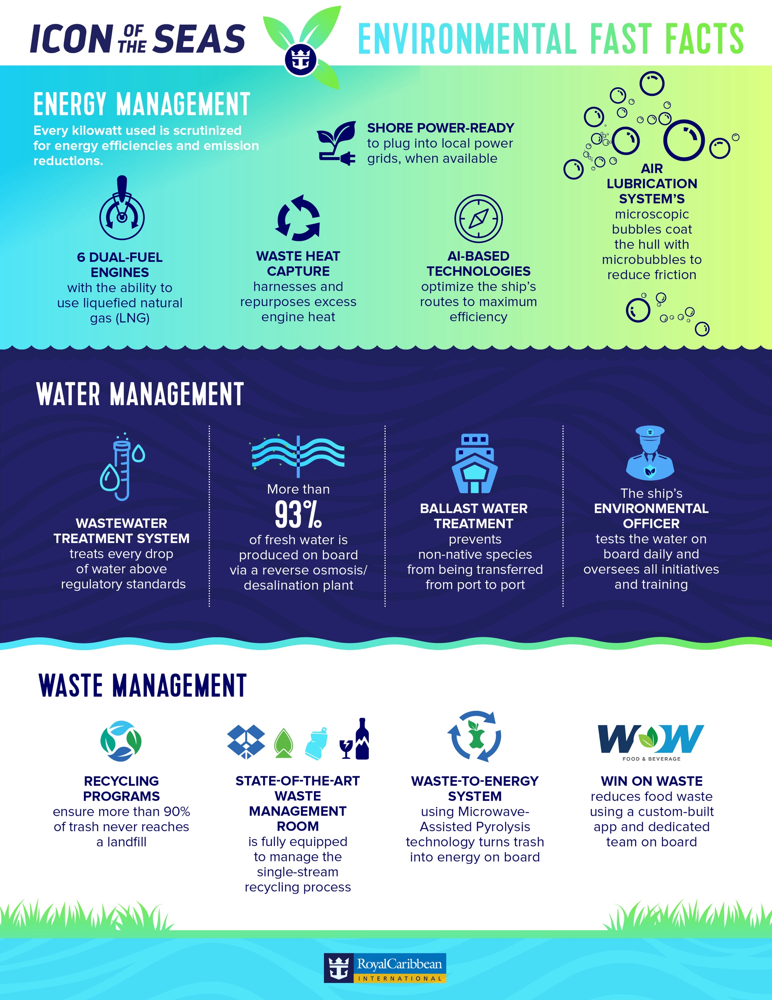 ICON OF THE SEAS
ENVIRONMENTAL FAST FACTS
ENERGY MANAGEMENT
Every kilowatt used is scrutinized
for energy efficiencies and emission
reductions.
SHORE POWER-READY
to plug into local power
grids, when available
6 DUAL-FUEL
ENGINES
with the ability to
use liquefied natural
gas (LNG)
WASTE HEAT
CAPTURE
harnesses and
repurposes excess
engine heat
AI-BASED
TECHNOLOGIES
optimize the ship's
routes to maximum
efficiency
AIR
LUBRICATION
SYSTEM'S
microscopic
bubbles coat
the hull with
microbubbles to
reduce friction
WATER MANAGEMENT
WASTEWATER
TREATMENT SYSTEM
treats every drop
of water above
regulatory standards
More than
93%
of fresh water is
produced on board
via a reverse osmosis/
desalination plant
BALLAST WATER
TREATMENT
prevents
non-native species
from being transferred
from port to port
The ship's
ENVIRONMENTAL
OFFICER
tests the water on
board daily and
oversees all initiatives
and training
WASTE MANAGEMENT
RECYCLING
PROGRAMS
ensure more than 90%
of trash never reaches
a landfill
STATE-OF-THE-ART
WASTE
MANAGEMENT
ROOM
is fully equipped
to manage the
single-stream
recycling process
WASTE-TO-ENERGY
SYSTEM
using Microwave-
Assisted Pyrolysis
technology turns trash
into energy on board
WOW
FOOD & BEVERAGE
WIN ON WASTE
reduces food waste
using a custom-built
app and dedicated
team on board
RoyalCaribbean
INTERNATIONAL